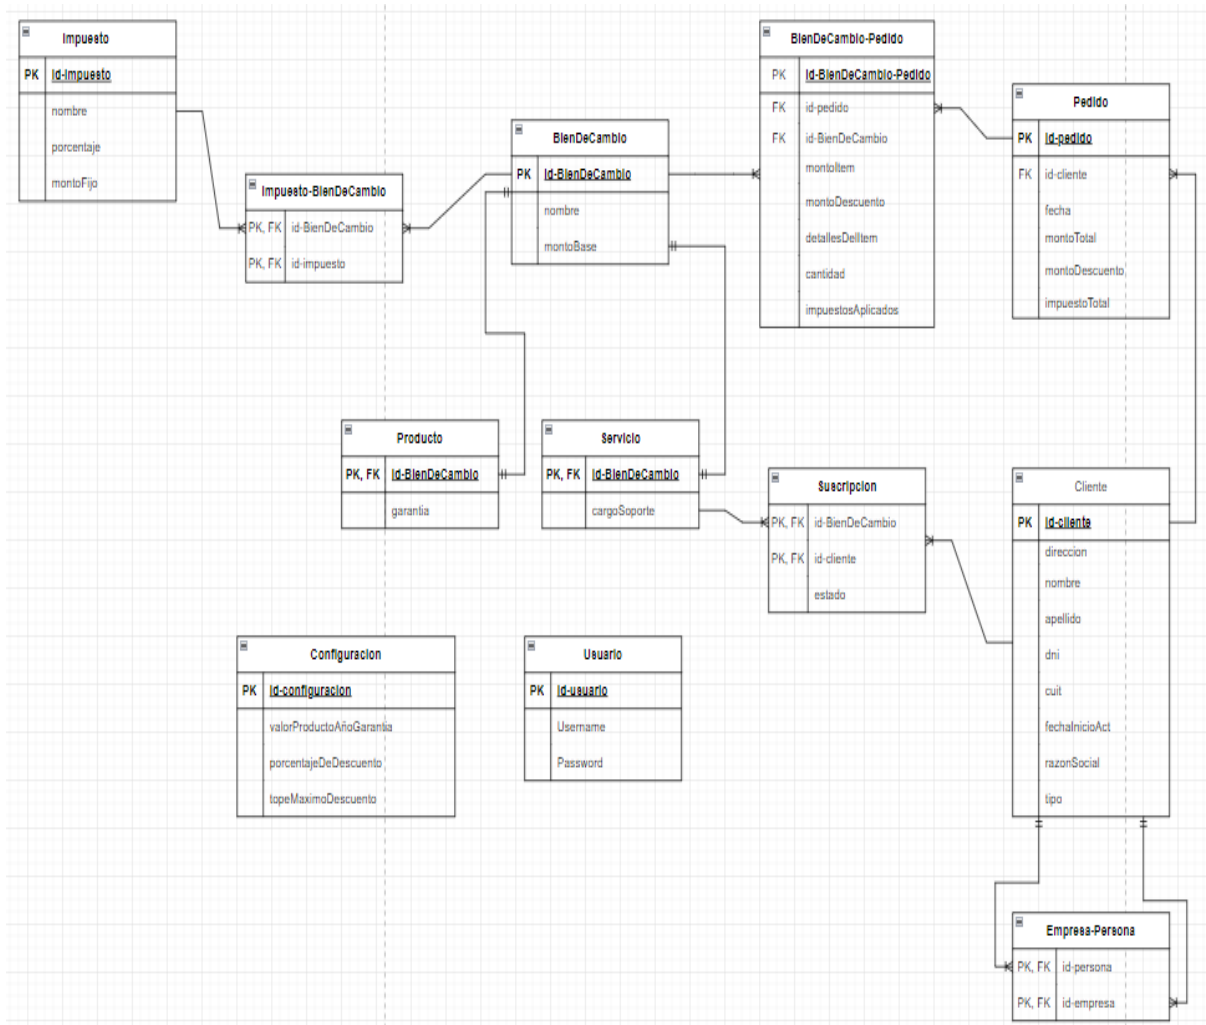 Impuesto
PK id-impuesto
nombre
porcentaje
montoFijo
Impuesto-BienDeCambio
PK, FK id-BienDeCambio
PK, FK id-impuesto
BienDeCambio
PK id-BienDeCambio
nombre
montoBase
BienDeCambio-Pedido
PK id-BienDeCambio-Pedido
FK id-pedido
FK id-BienDeCambio
montoItem
montoDescuento
detallesDelItem
cantidad
impuestosAplicados
Pedido
PK id-pedido
FK id-cliente
fecha
montoTotal
montoDescuento
impuestoTotal
Producto
PK, FK id-BienDeCambio
garantia
Servicio
PK, FK id-BienDeCambio
cargoSoporte
Suscripcion
PK, FK id-BienDeCambio
PK, FK id-cliente
estado
Cliente
PK id-cliente
direccion
nombre
apellido
dni
cuit
fechaInicioAct
razonSocial
tipo
Configuracion
PK id-configuracion
valorProductoAñoGarantia
porcentajeDeDescuento
topeMaximoDescuento
Usuario
PK id-usuario
Username
Password
Empresa-Persona
PK, FK id-persona
PK, FK id-empresa